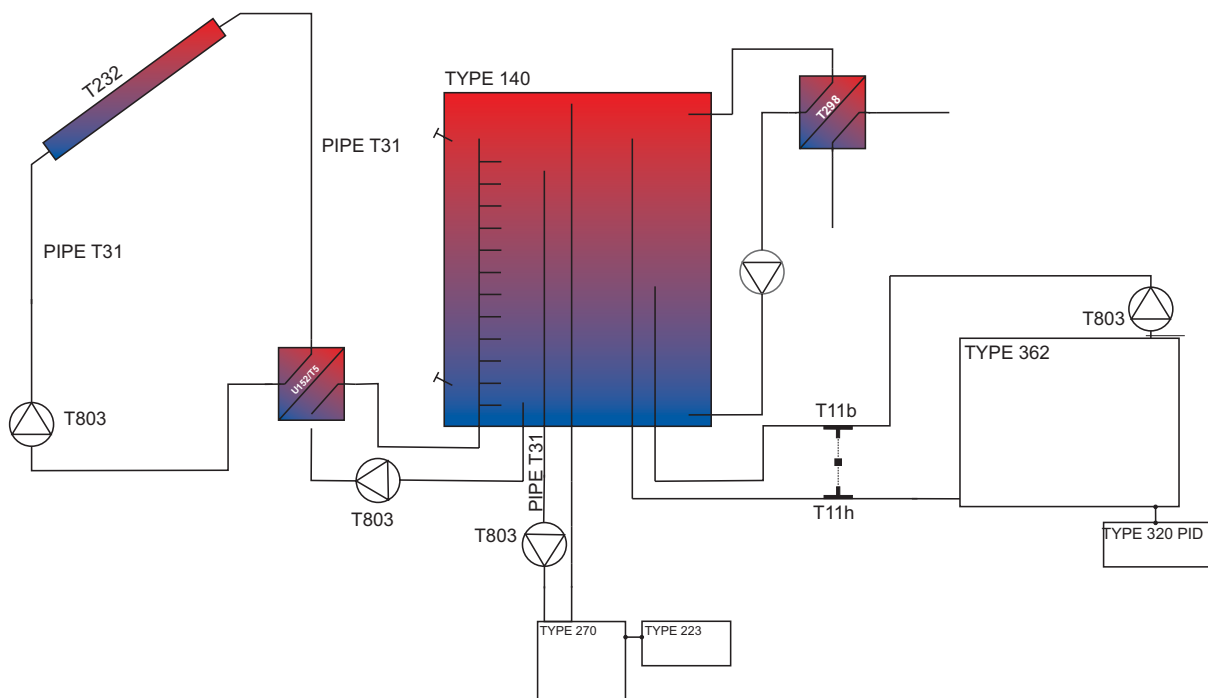 T232
TYPE 140
T298
PIPE T31
PIPE T31
T803
TYPE 362
U152/T5
T803
T11b
PIPE T31
T803
T803
T11h
TYPE 320 PID
TYPE 270
TYPE 223